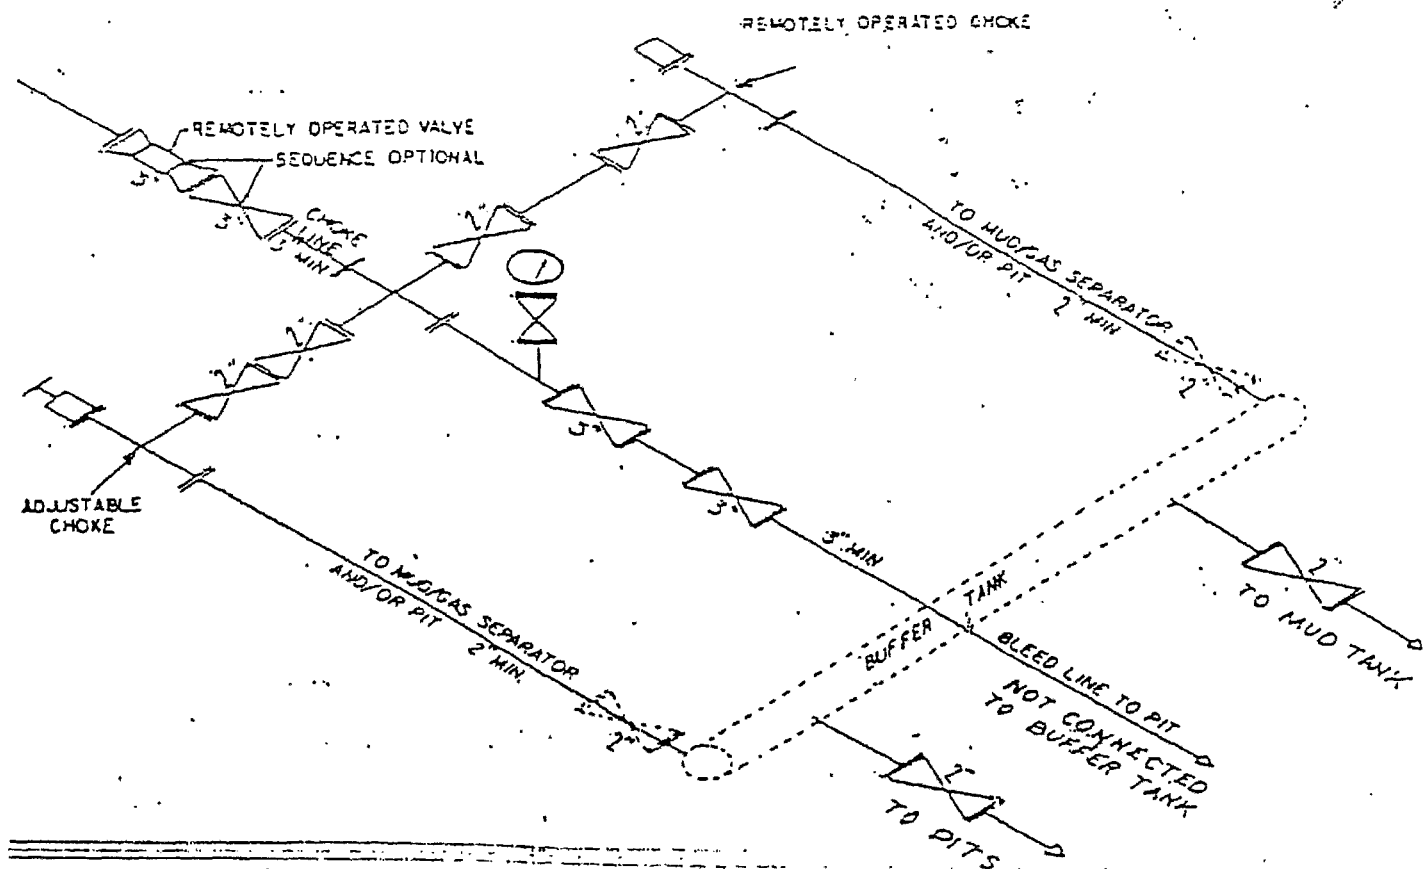 REMOTELY OPERATED CHOKE
REMOTELY OPERATED VALVE
SEQUENCE OPTIONAL
3"
3"
CHOKE
LINE
3" MIN
2"
2"
2"
2"
ADJUSTABLE
CHOKE
TO MUD/GAS SEPARATOR
AND/OR PIT
2" MIN
2"
3"
3"
3" MIN
TO MUD/GAS SEPARATOR
AND/OR PIT
2" MIN.
2"
BUFFER TANK
BLEED LINE TO PIT
NOT CONNECTED
TO BUFFER TANK
2"
TO MUD TANK
2"
TO PITS